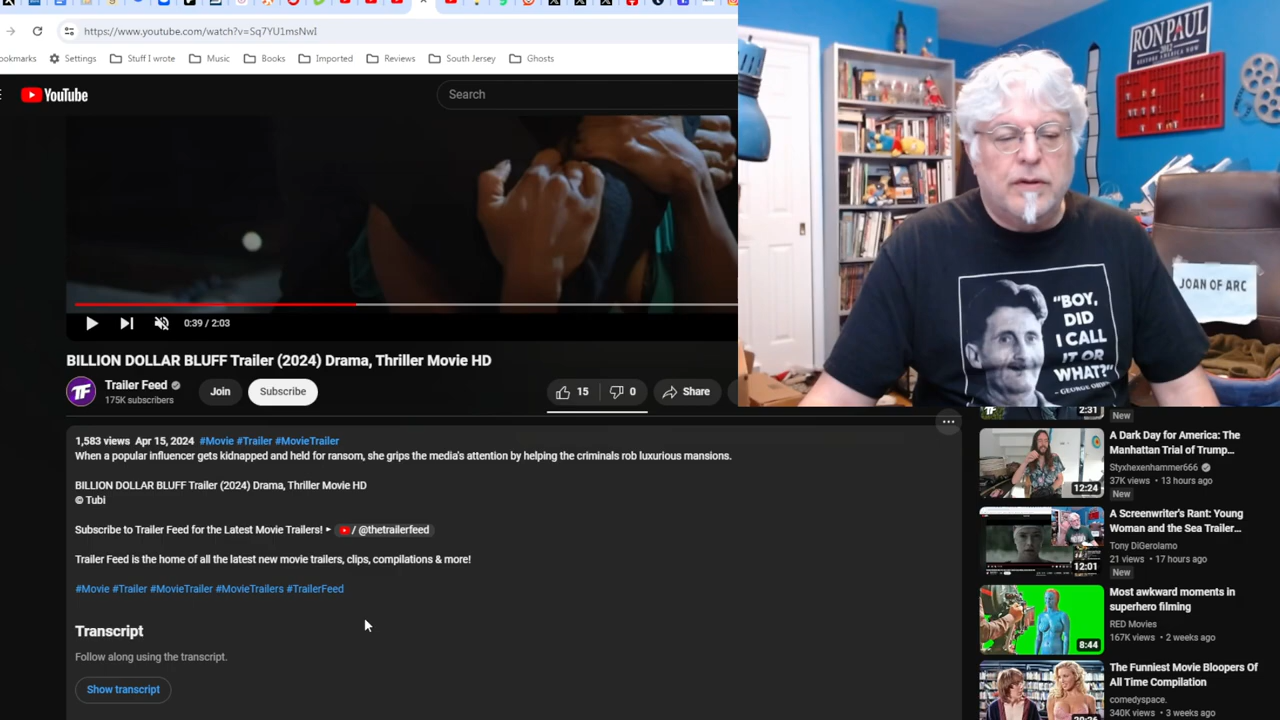 https://www.youtube.com/watch?v=Sq7YU1msNwI
ookmarks
Settings
Stuff I wrote
Music
Books
Imported
Reviews
South Jersey
Ghosts
YouTube
Search
0:39 / 2:03
BILLION DOLLAR BLUFF Trailer (2024) Drama, Thriller Movie HD
TF
Trailer Feed
175K subscribers
Join
Subscribe
15
0
Share
1,583 views Apr 15, 2024 #Movie #Trailer #MovieTrailer
When a popular influencer gets kidnapped and held for ransom, she grips the media's attention by helping the criminals rob luxurious mansions.
BILLION DOLLAR BLUFF Trailer (2024) Drama, Thriller Movie HD
© Tubi
Subscribe to Trailer Feed for the Latest Movie Trailers! ► / @thetrailerfeed
Trailer Feed is the home of all the latest new movie trailers, clips, compilations & more!
#Movie #Trailer #MovieTrailer #MovieTrailers #TrailerFeed
Transcript
Follow along using the transcript.
Show transcript
RON PAUL
2012
RESTORE AMERICA NOW
JOAN OF ARC
"BOY,
DID
I CALL
IT OR
WHAT?"
2:31
New
A Dark Day for America: The
Manhattan Trial of Trump...
Styxhexenhammer666
37K views • 13 hours ago
New
12:24
A Screenwriter's Rant: Young
Woman and the Sea Trailer...
Tony DiGerolamo
21 views • 17 hours ago
New
12:01
Most awkward moments in
superhero filming
RED Movies
167K views • 2 weeks ago
8:44
The Funniest Movie Bloopers Of
All Time Compilation
comedyspace.
340K views • 3 weeks ago